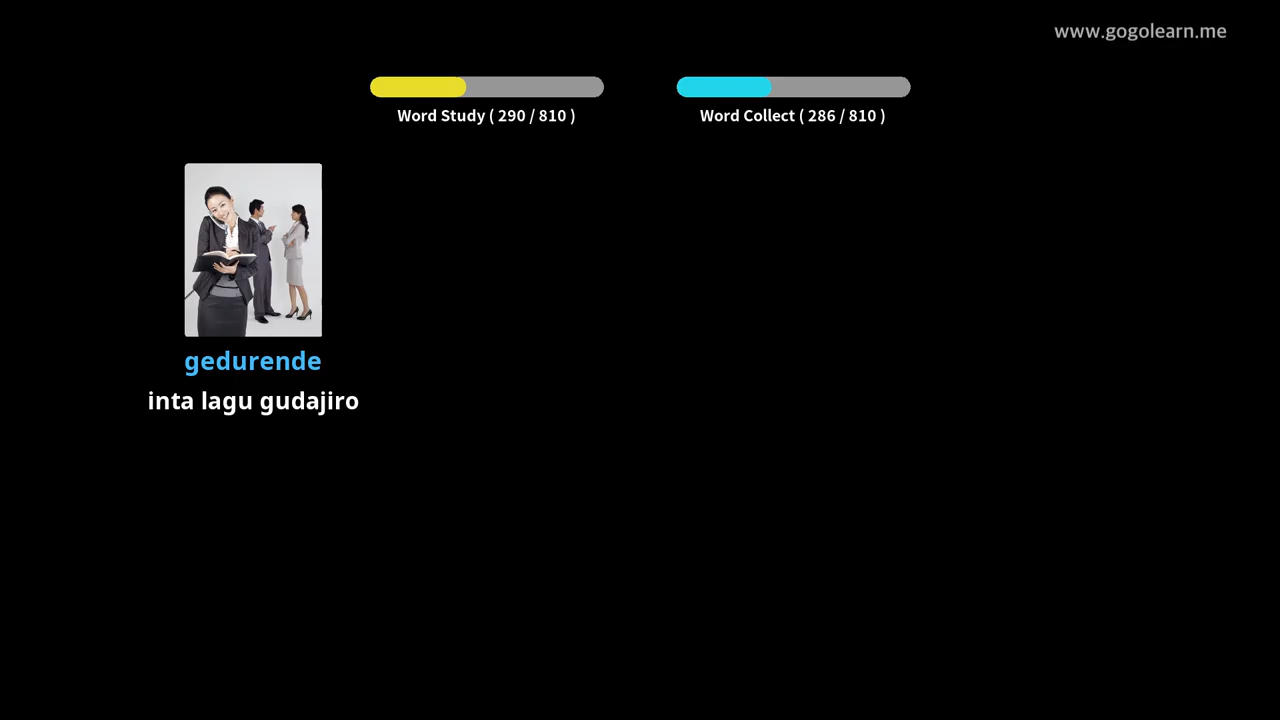 www.gogolearn.me
Word Study ( 290 / 810 )
Word Collect ( 286 / 810 )
gedurende
inta lagu gudajiro